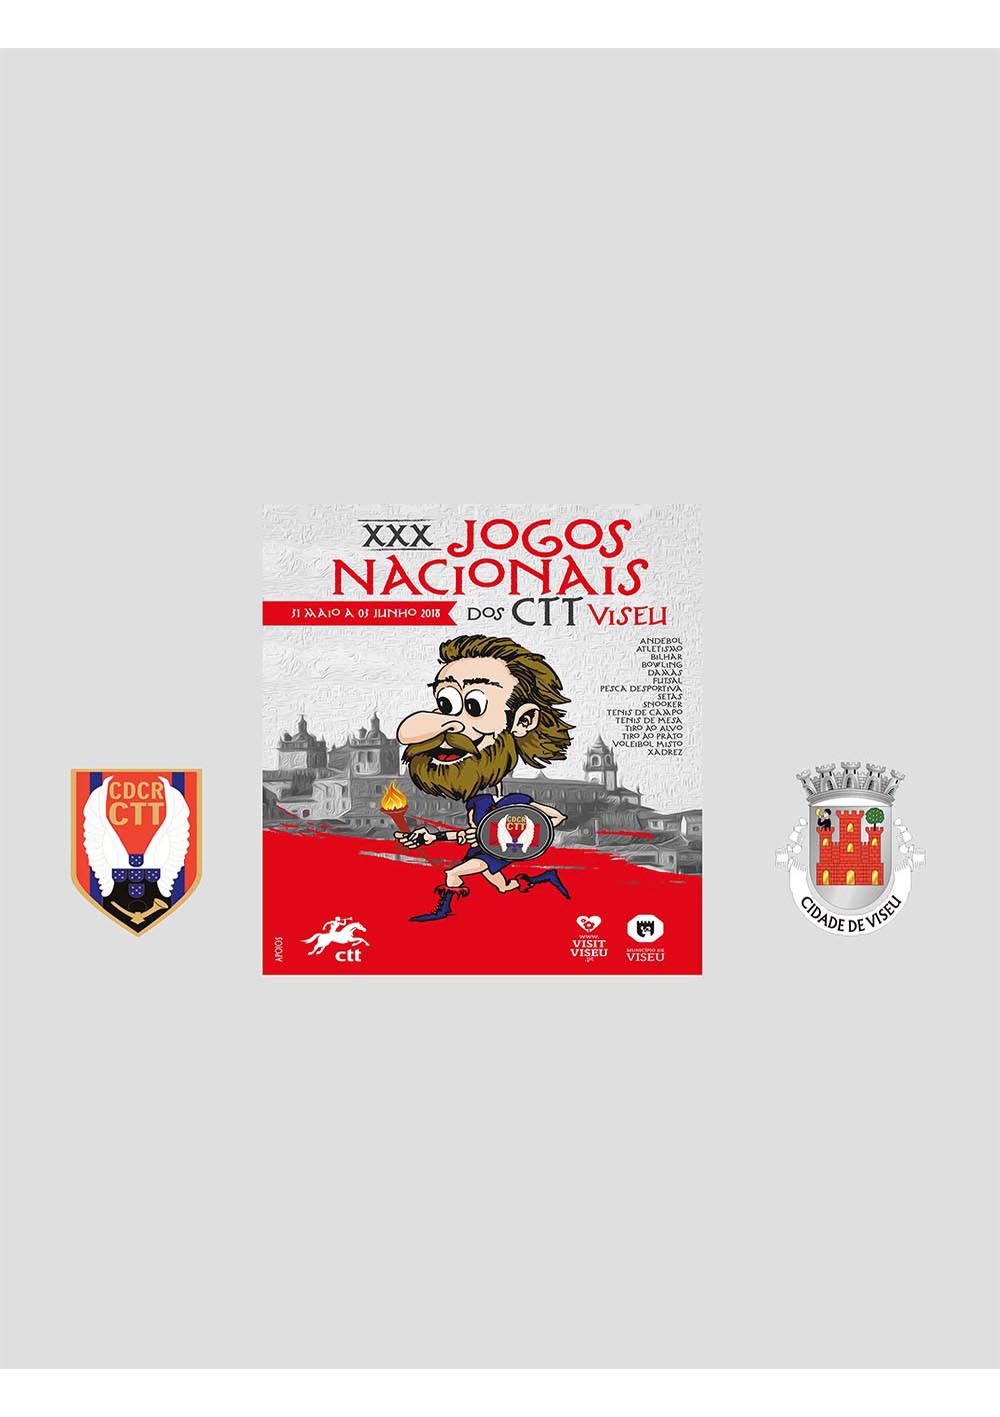 XXX JOGOS
NACIONAIS
31 MAIO A 03 JUNHO 2018
DOS CTT VISEU
ANDEBOL
ATLETISMO
BILHAR
BOWLING
DAMAS
FUTSAL
PESCA DESPORTIVA
SETAS
SNOOKER
TENIS DE CAMPO
TENIS DE MESA
TIRO AO ALVO
TIRO AO PRATO
VOLEIBOL MISTO
XADREZ
CDCR
CTT
CDCR
CTT
CIDADE DE VISEU
APOIOS
ctt
www.
VISIT
VISEU
.pt
MUNICÍPIO DE
VISEU